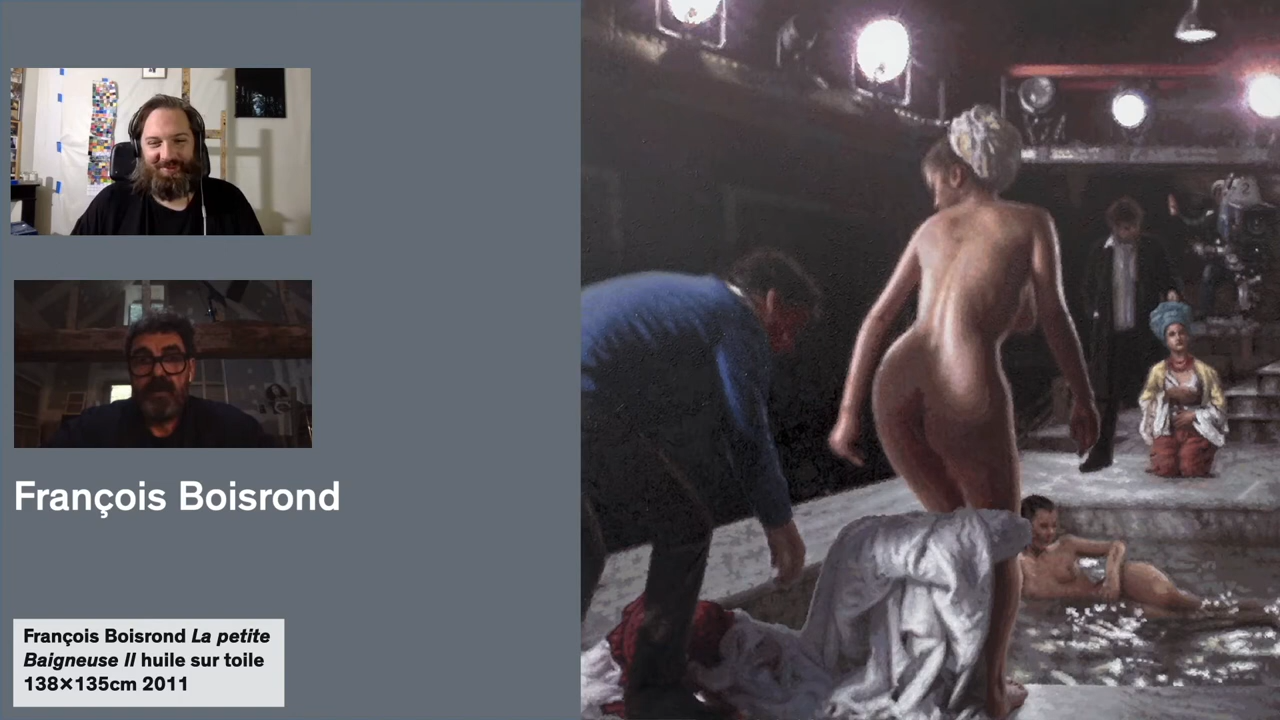 François Boisrond
François Boisrond La petite
Baigneuse II huile sur toile
138×135cm 2011